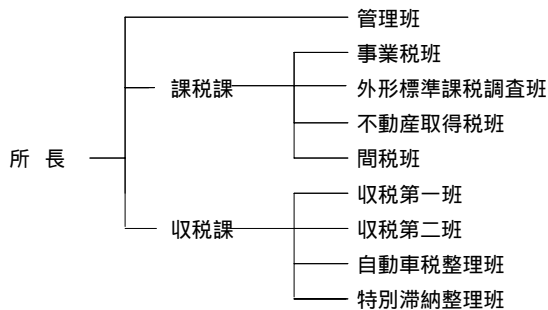 管理班
事業税班
課税課
外形標準課税調査班
不動産取得税班
所 長
間税班
収税第一班
収税課
収税第二班
自動車税整理班
特別滞納整理班